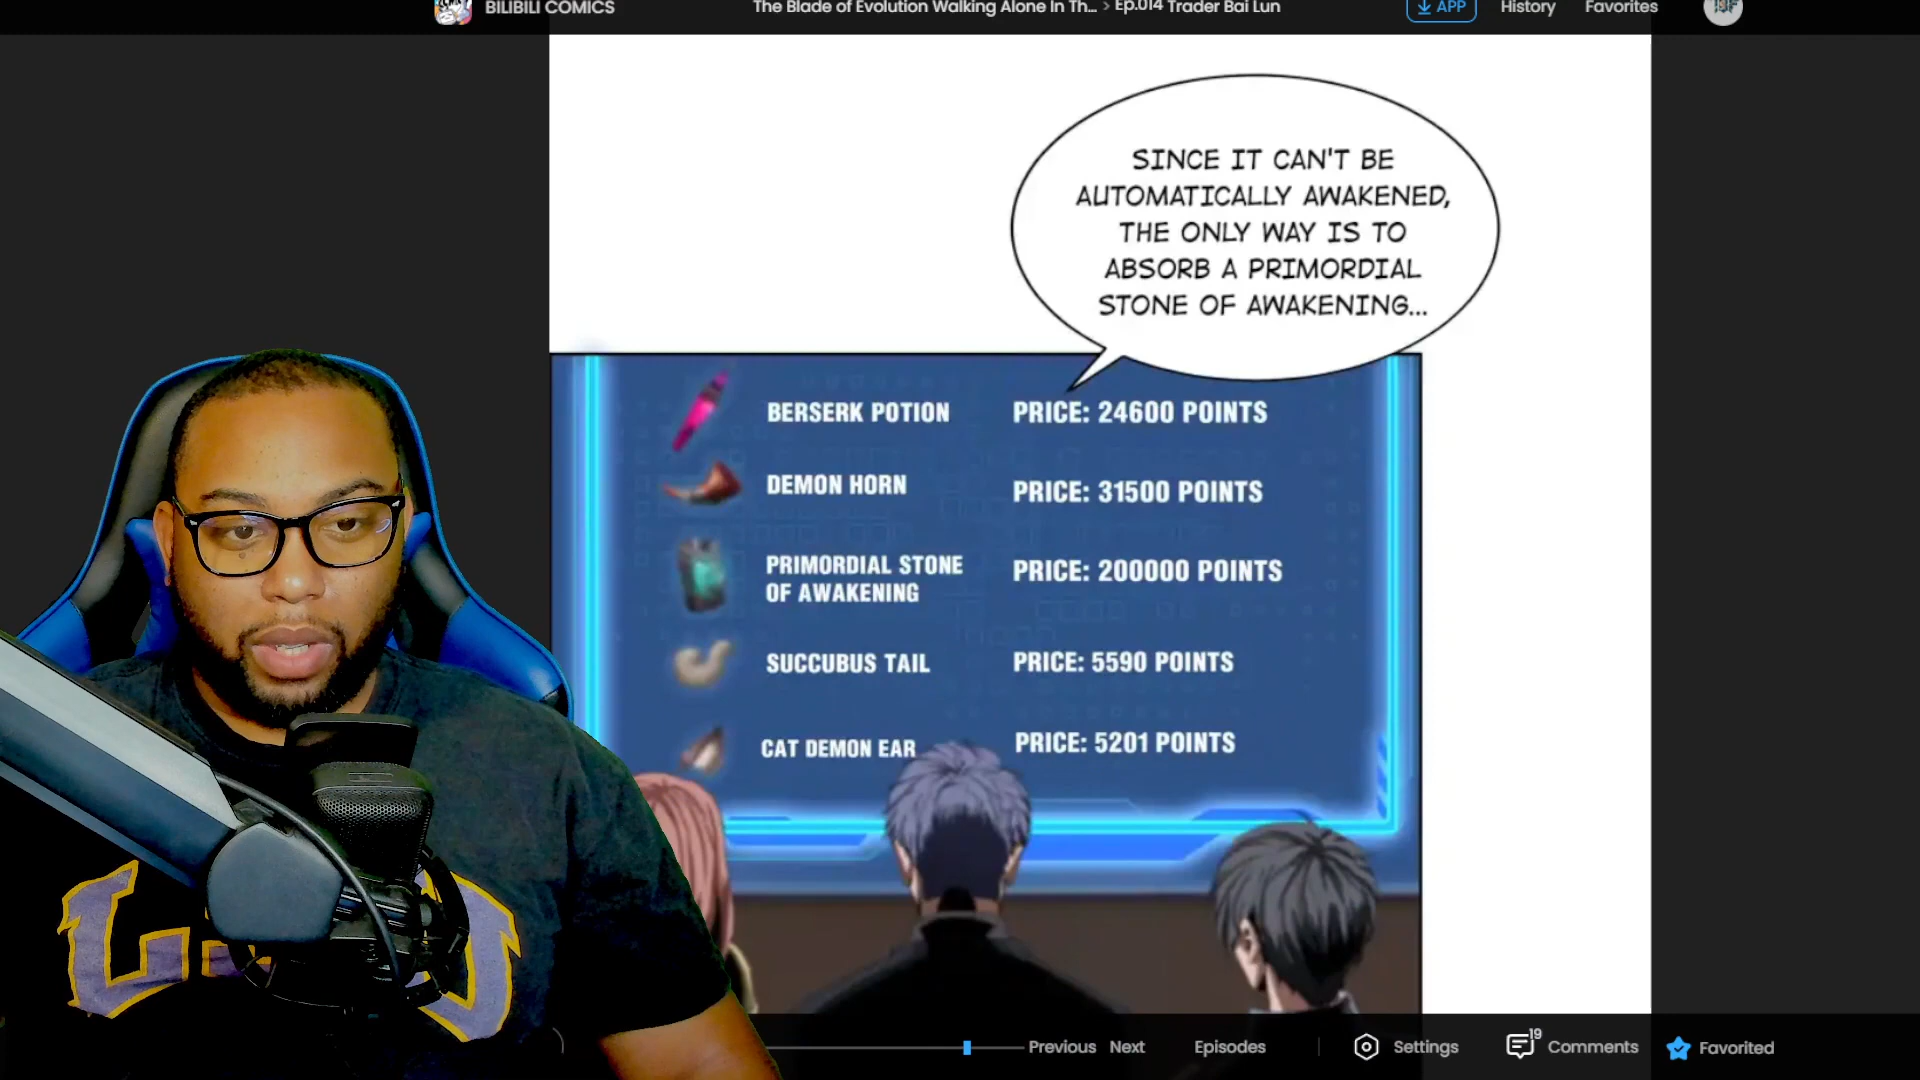 BILIBILI COMICS
The Blade of Evolution Walking Alone In Th... > Ep.014 Trader Bai Lun
APP
History
Favorites
SINCE IT CAN'T BE
AUTOMATICALLY AWAKENED,
THE ONLY WAY IS TO
ABSORB A PRIMORDIAL
STONE OF AWAKENING...
BERSERK POTION PRICE: 24600 POINTS
DEMON HORN PRICE: 31500 POINTS
PRIMORDIAL STONE
OF AWAKENING PRICE: 200000 POINTS
SUCCUBUS TAIL PRICE: 5590 POINTS
CAT DEMON EAR PRICE: 5201 POINTS
Previous
Next
Episodes
Settings
19
Comments
Favorited